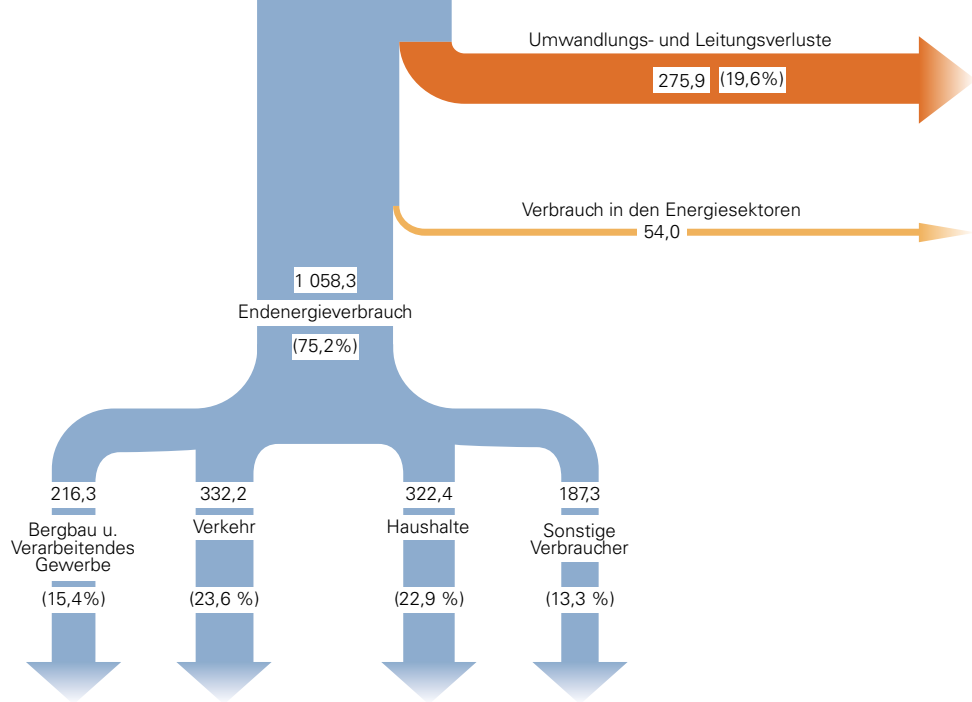 Umwandlungs- und Leitungsverluste
275,9 (19,6%)
Verbrauch in den Energiesektoren
54,0
1 058,3
Endenergieverbrauch
(75,2%)
216,3
Bergbau u.
Verarbeitendes
Gewerbe
(15,4%)
332,2
Verkehr
(23,6 %)
322,4
Haushalte
(22,9 %)
187,3
Sonstige
Verbraucher
(13,3 %)